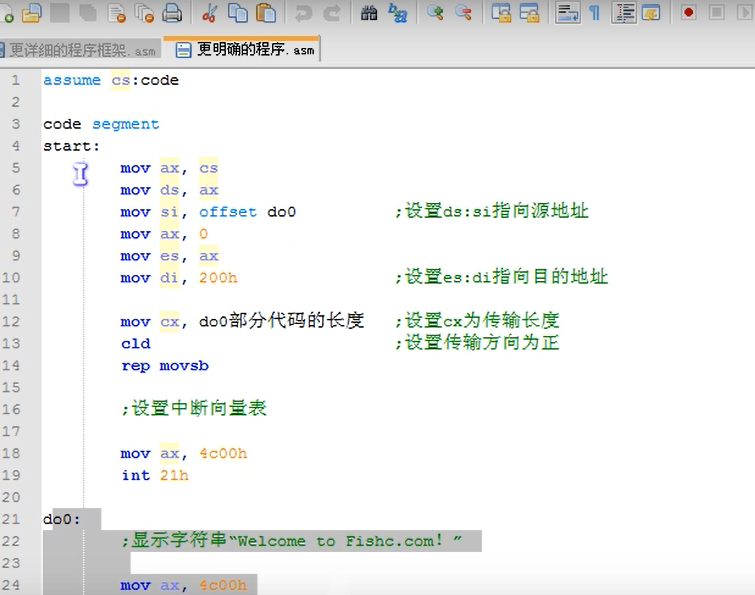 更详细的程序框架.asm 更明确的程序.asm
1 assume cs:code
2
3 code segment
4 start:
5 mov ax, cs
6 mov ds, ax
7 mov si, offset do0 ;设置ds:si指向源地址
8 mov ax, 0
9 mov es, ax
10 mov di, 200h ;设置es:di指向目的地址
11
12 mov cx, do0部分代码的长度 ;设置cx为传输长度
13 cld ;设置传输方向为正
14 rep movsb
15
16 ;设置中断向量表
17
18 mov ax, 4c00h
19 int 21h
20
21 do0:
22 ;显示字符串“Welcome to Fishc.com！”
23
24 mov ax, 4c00h